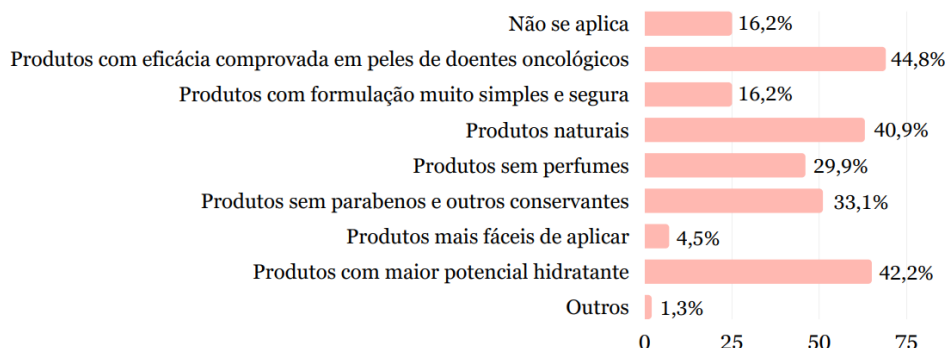 Não se aplica 16,2%
Produtos com eficácia comprovada em peles de doentes oncológicos 44,8%
Produtos com formulação muito simples e segura 16,2%
Produtos naturais 40,9%
Produtos sem perfumes 29,9%
Produtos sem parabenos e outros conservantes 33,1%
Produtos mais fáceis de aplicar 4,5%
Produtos com maior potencial hidratante 42,2%
Outros 1,3%
0 25 50 75